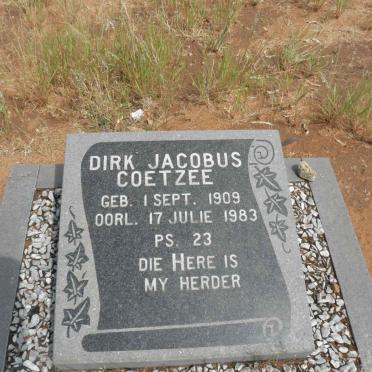 DIRK JACOBUS
COETZEE
GEB. 1 SEPT. 1909
OORL. 17 JULIE 1983
PS. 23
DIE HERE IS
MY HERDER